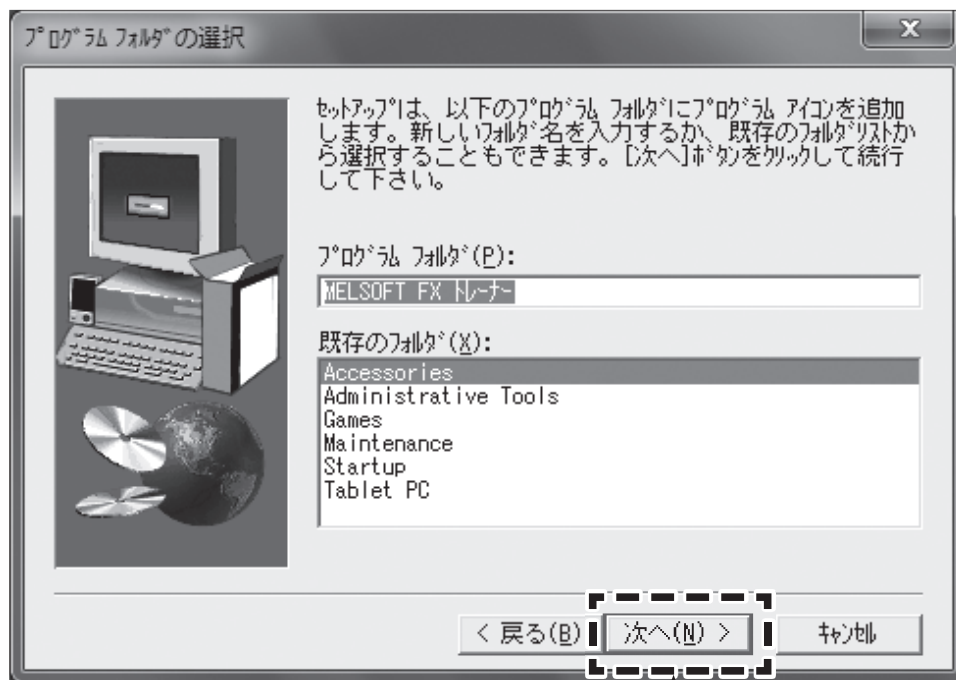 ﾌﾟﾛｸﾞﾗﾑ ﾌｫﾙﾀﾞの選択
X
ｾｯﾄｱｯﾌﾟは、以下のﾌﾟﾛｸﾞﾗﾑ ﾌｫﾙﾀﾞにﾌﾟﾛｸﾞﾗﾑ ｱｲｺﾝを追加
します。新しいﾌｫﾙﾀﾞ名を入力するか、既存のﾌｫﾙﾀﾞﾘｽﾄか
ら選択することもできます。[次へ]ﾎﾞﾀﾝをｸﾘｯｸして続行
して下さい。
ﾌﾟﾛｸﾞﾗﾑ ﾌｫﾙﾀﾞ(P):
MELSOFT FX ﾄﾚｰﾅｰ
既存のﾌｫﾙﾀﾞ(X):
Accessories
Administrative Tools
Games
Maintenance
Startup
Tablet PC
< 戻る(B) 次へ(N) > ｷｬﾝｾﾙ